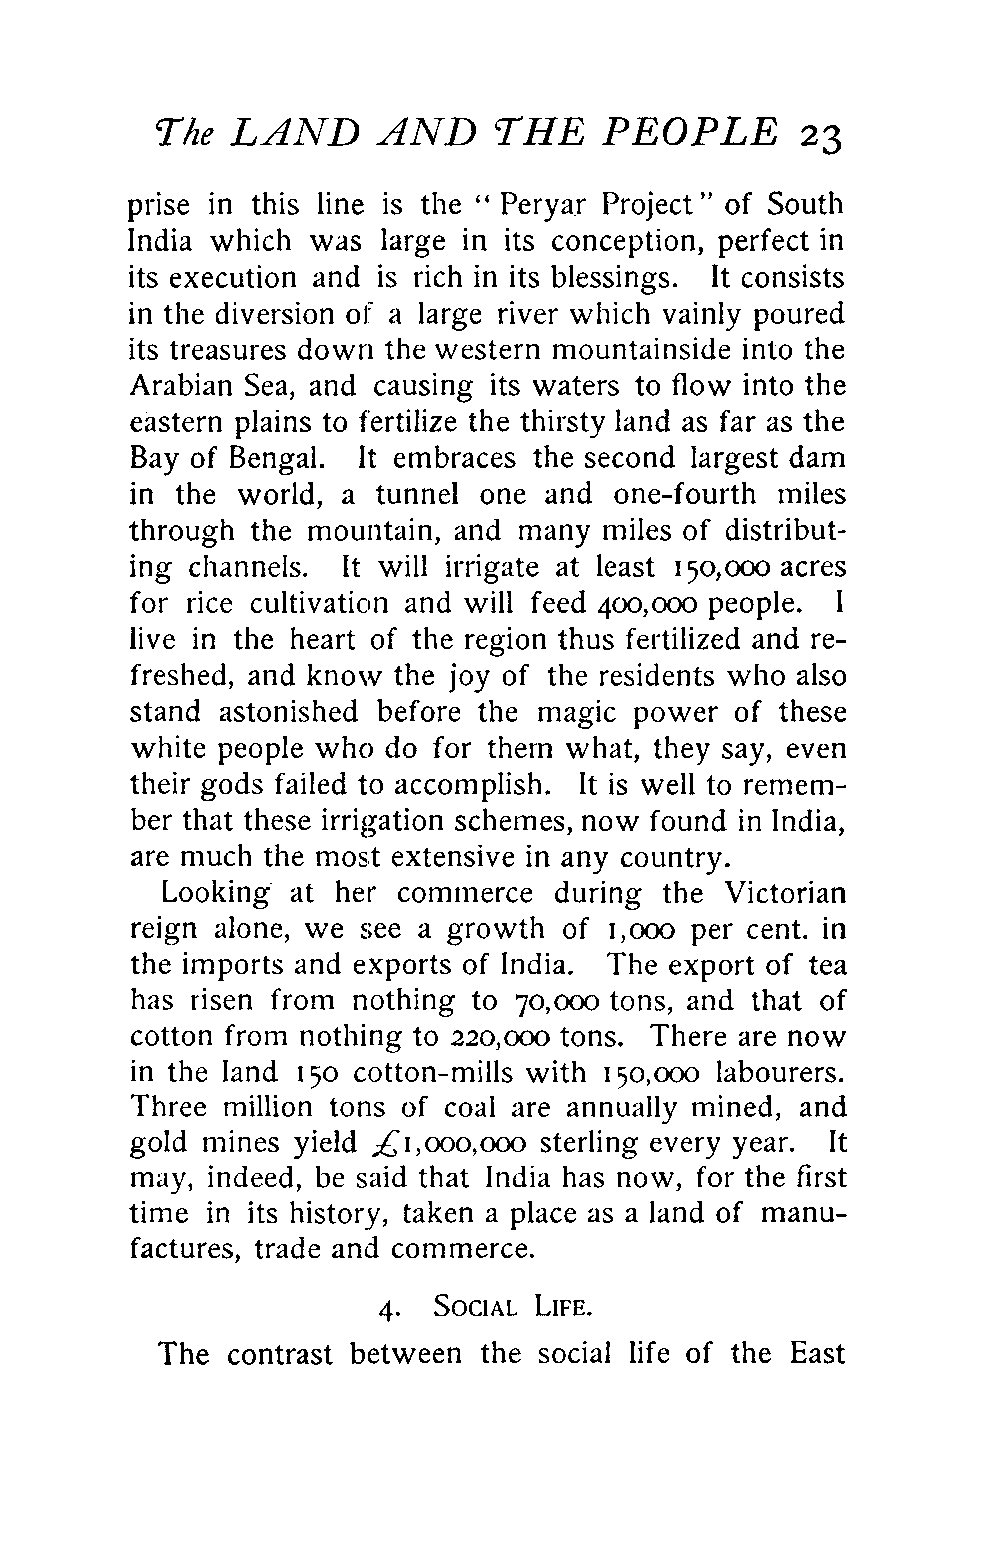 The LAND AND THE PEOPLE 23
prise in this line is the “ Peryar Project ” of South
India which was large in its conception, perfect in
its execution and is rich in its blessings. It consists
in the diversion of a large river which vainly poured
its treasures down the western mountainside into the
Arabian Sea, and causing its waters to flow into the
eastern plains to fertilize the thirsty land as far as the
Bay of Bengal. It embraces the second largest dam
in the world, a tunnel one and one-fourth miles
through the mountain, and many miles of distribut-
ing channels. It will irrigate at least 150,000 acres
for rice cultivation and will feed 400,000 people. I
live in the heart of the region thus fertilized and re-
freshed, and know the joy of the residents who also
stand astonished before the magic power of these
white people who do for them what, they say, even
their gods failed to accomplish. It is well to remem-
ber that these irrigation schemes, now found in India,
are much the most extensive in any country.
Looking at her commerce during the Victorian
reign alone, we see a growth of 1,000 per cent. in
the imports and exports of India. The export of tea
has risen from nothing to 70,000 tons, and that of
cotton from nothing to 220,000 tons. There are now
in the land 150 cotton-mills with 150,000 labourers.
Three million tons of coal are annually mined, and
gold mines yield £1,000,000 sterling every year. It
may, indeed, be said that India has now, for the first
time in its history, taken a place as a land of manu-
factures, trade and commerce.
4. SOCIAL LIFE.
The contrast between the social life of the East